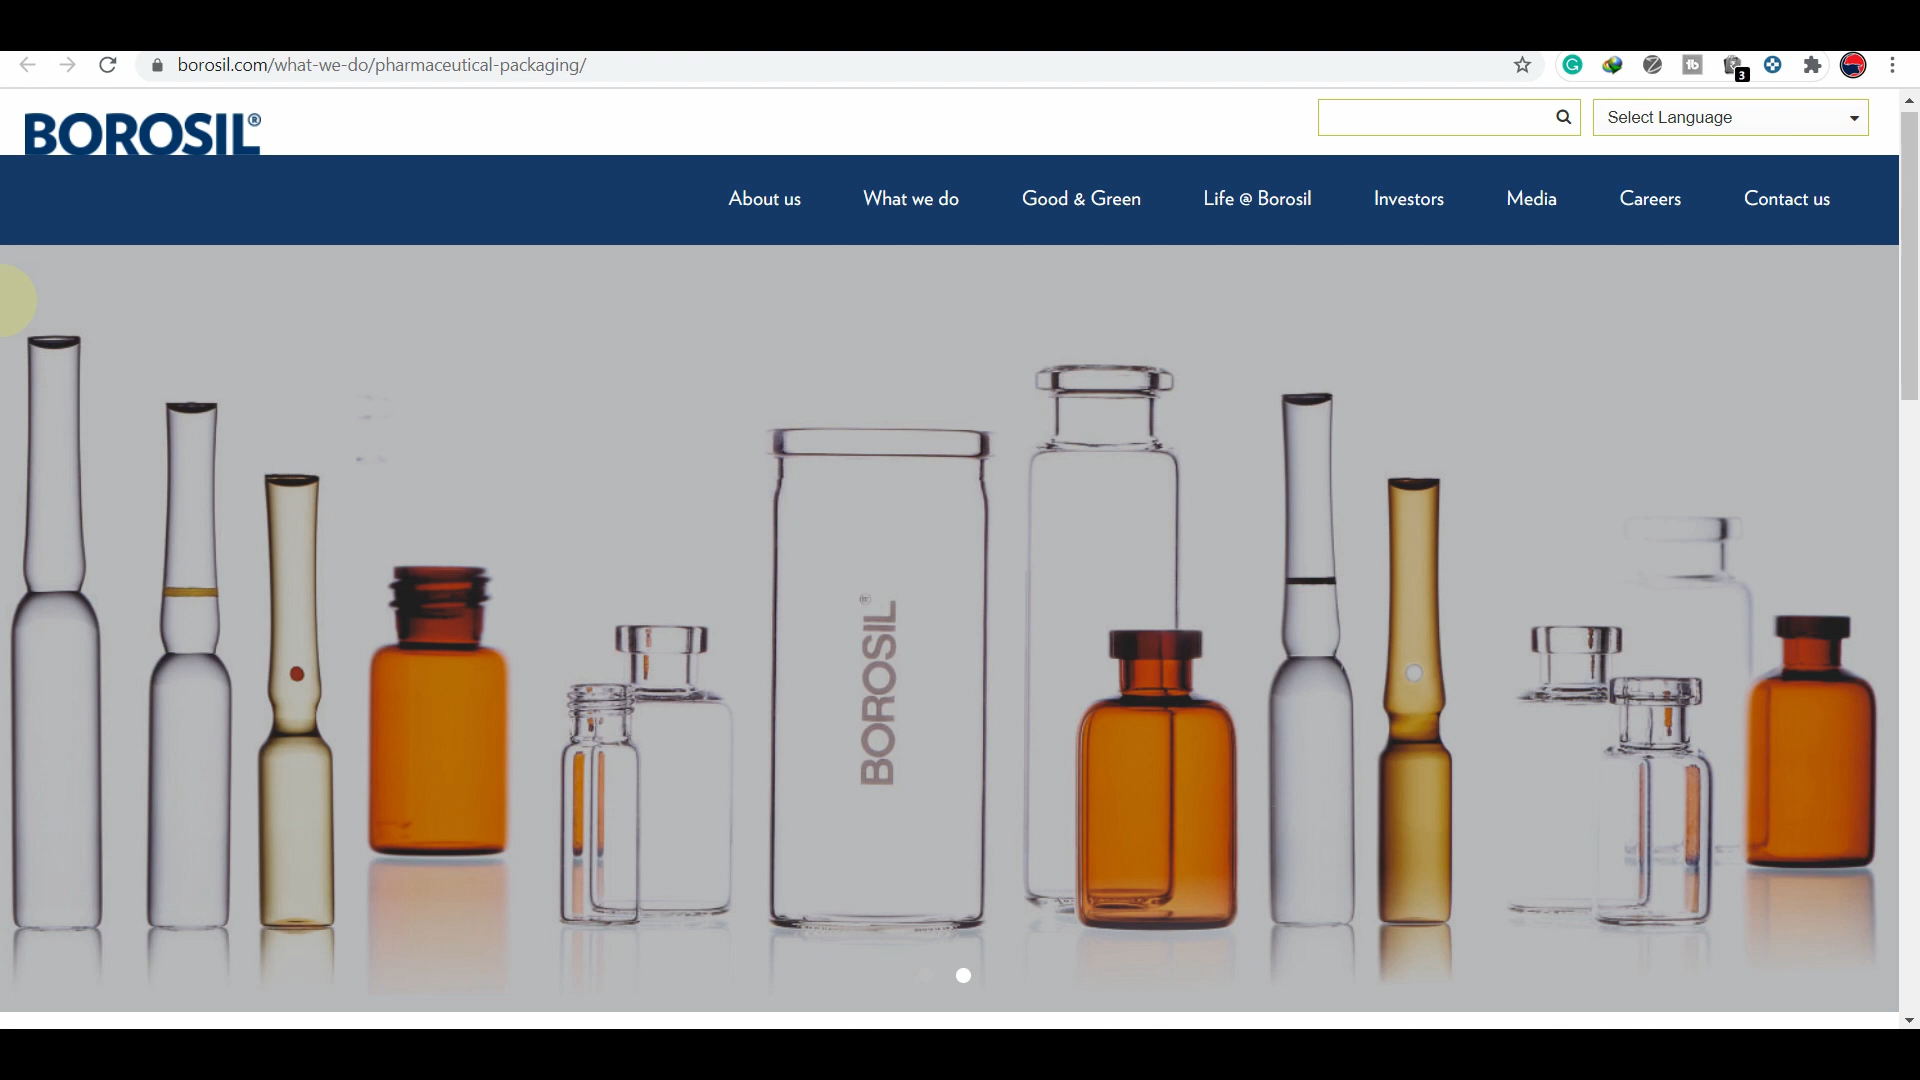 borosil.com/what-we-do/pharmaceutical-packaging/
3
BOROSIL®
Select Language
About us
What we do
Good & Green
Life @ Borosil
Investors
Media
Careers
Contact us
BOROSIL®